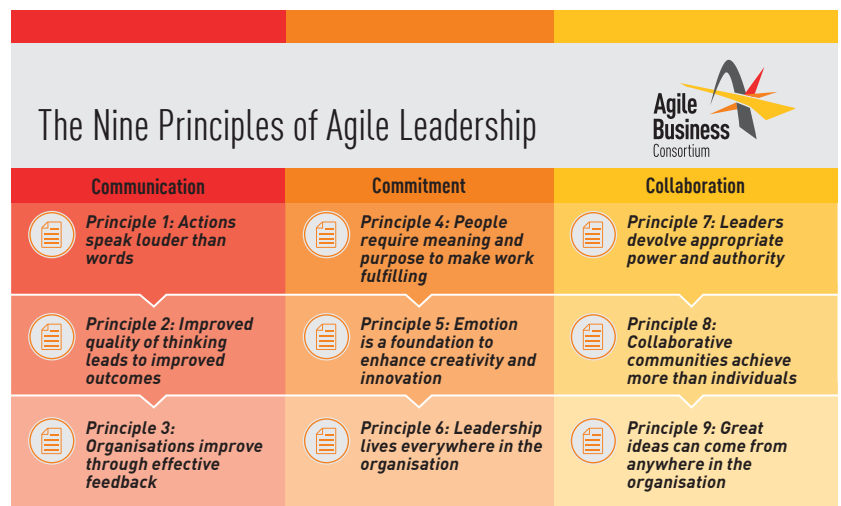 The Nine Principles of Agile Leadership
Agile
Business
Consortium
Communication
Principle 1: Actions
speak louder than
words
Principle 2: Improved
quality of thinking
leads to improved
outcomes
Principle 3:
Organisations improve
through effective
feedback
Commitment
Principle 4: People
require meaning and
purpose to make work
fulfilling
Principle 5: Emotion
is a foundation to
enhance creativity and
innovation
Principle 6: Leadership
lives everywhere in the
organisation
Collaboration
Principle 7: Leaders
devolve appropriate
power and authority
Principle 8:
Collaborative
communities achieve
more than individuals
Principle 9: Great
ideas can come from
anywhere in the
organisation